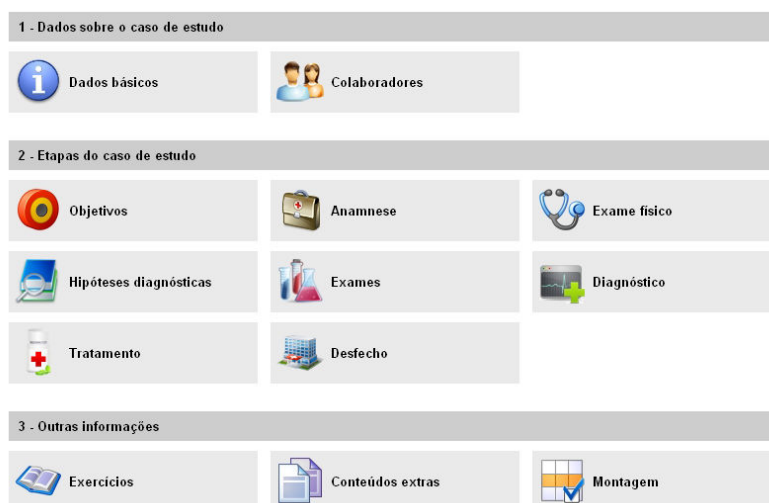 1 - Dados sobre o caso de estudo
Dados básicos
Colaboradores
2 - Etapas do caso de estudo
Objetivos
Anamnese
Exame físico
Hipóteses diagnósticas
Exames
Diagnóstico
Tratamento
Desfecho
3 - Outras informações
Exercícios
Conteúdos extras
Montagem